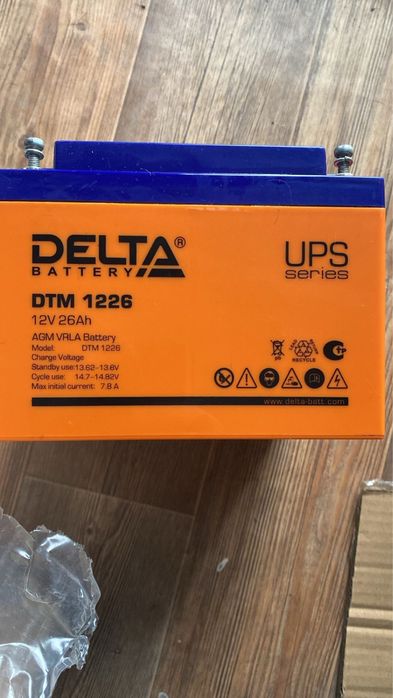 DELTA®
BATTERY
UPS
series
DTM 1226
12V 26Ah
AGM VRLA Battery
Model: DTM 1226
Charge Voltage
Standby use:13.62-13.8V
Cycle use: 14.7-14.82V
Max initial current: 7.8 A
RECYCLE
www.delta-batt.com